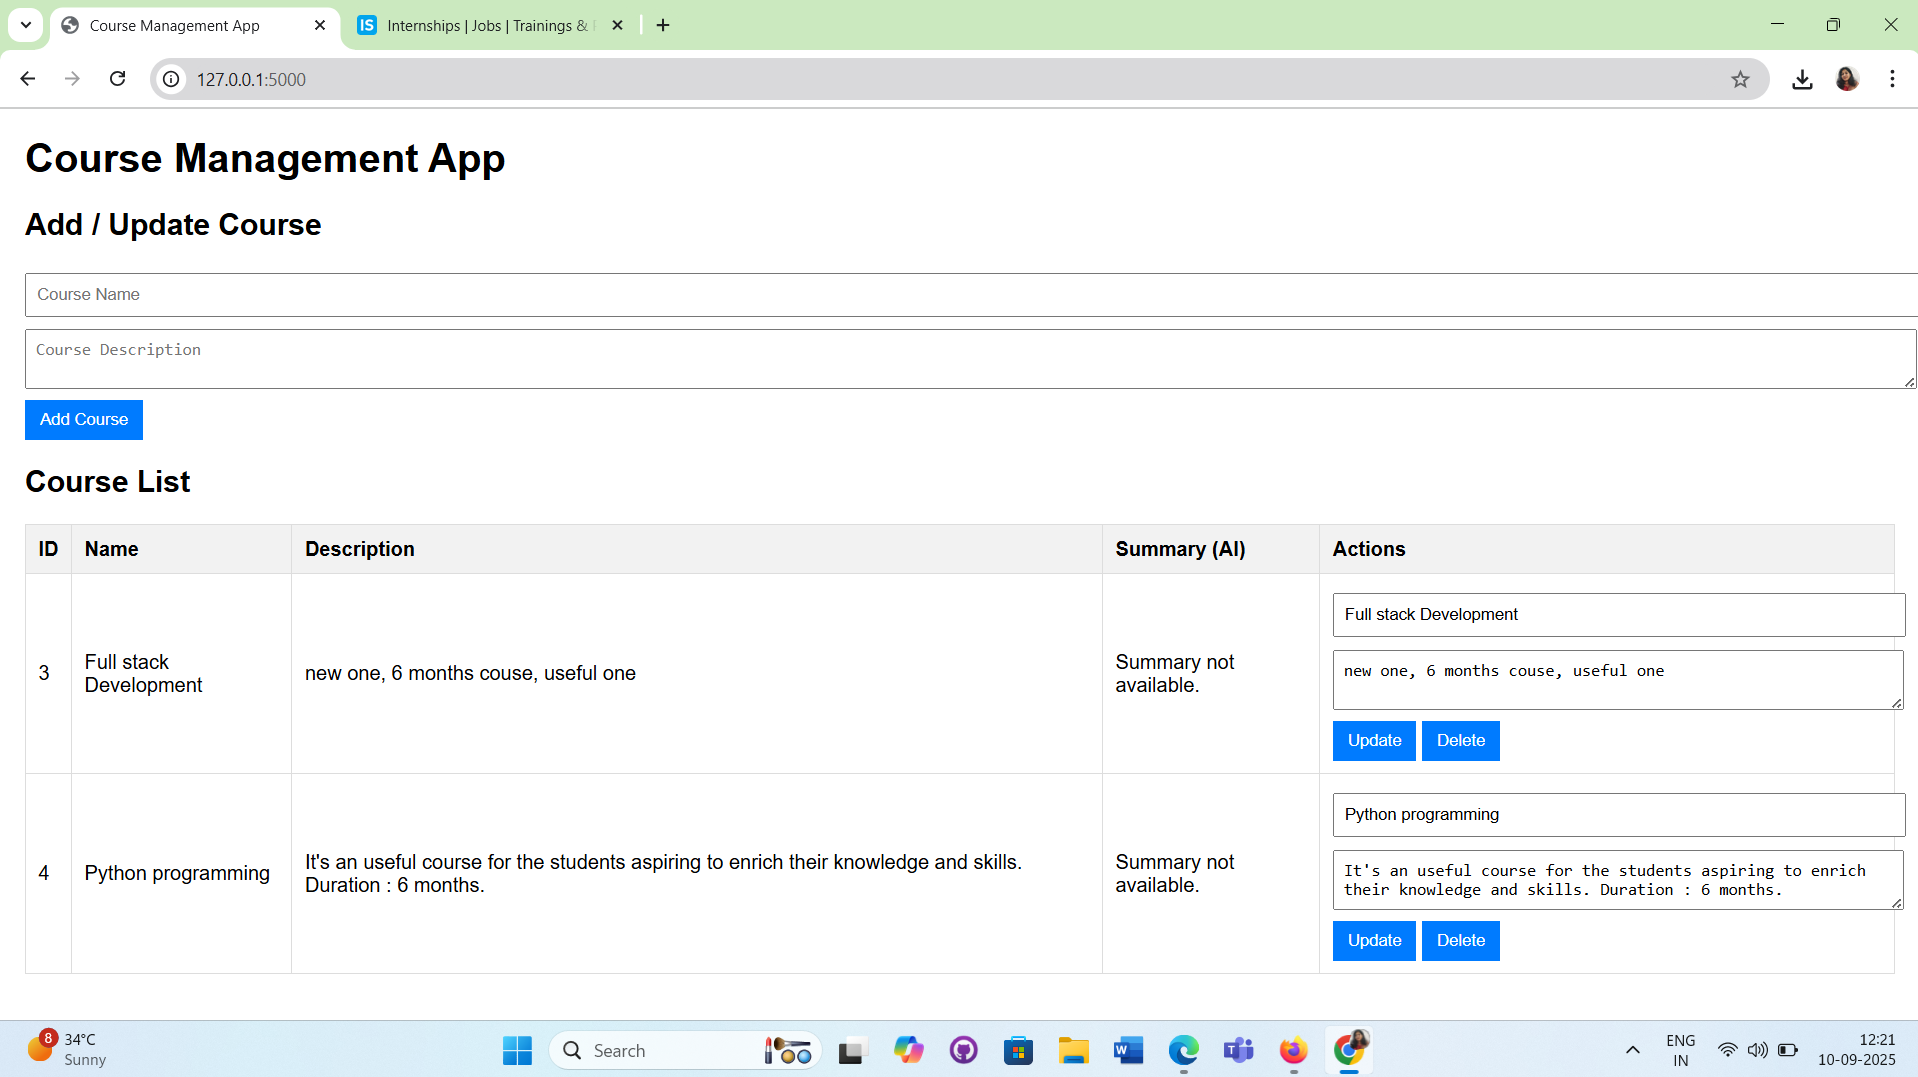 Course Management App
IS Internships | Jobs | Trainings &
127.0.0.1:5000
Course Management App
Add / Update Course
Course Name
Course Description
Add Course
Course List
ID Name Description Summary (AI) Actions
Full stack Development
3 Full stack Development new one, 6 months couse, useful one Summary not available.
new one, 6 months couse, useful one
Update Delete
Python programming
4 Python programming It's an useful course for the students aspiring to enrich their knowledge and skills.
Duration : 6 months. Summary not available.
It's an useful course for the students aspiring to enrich
their knowledge and skills. Duration : 6 months.
Update Delete
8 34°C
Sunny
Search
W
T
ENG
IN
12:21
10-09-2025